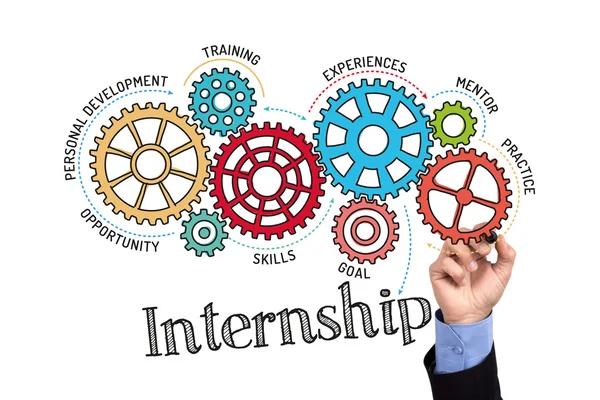 TRAINING
EXPERIENCES
PERSONAL DEVELOPMENT
MENTOR
PRACTICE
OPPORTUNITY
SKILLS
GOAL
Internship